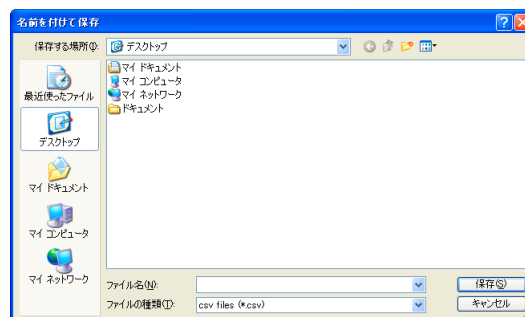 名前を付けて保存
保存する場所(I): デスクトップ
最近使ったファイル
デスクトップ
マイ ドキュメント
マイ コンピュータ
マイ ネットワーク
マイ ドキュメント
マイ コンピュータ
マイ ネットワーク
ドキュメント
ファイル名(N): 保存(S)
ファイルの種類(T): csv files (*.csv) キャンセル